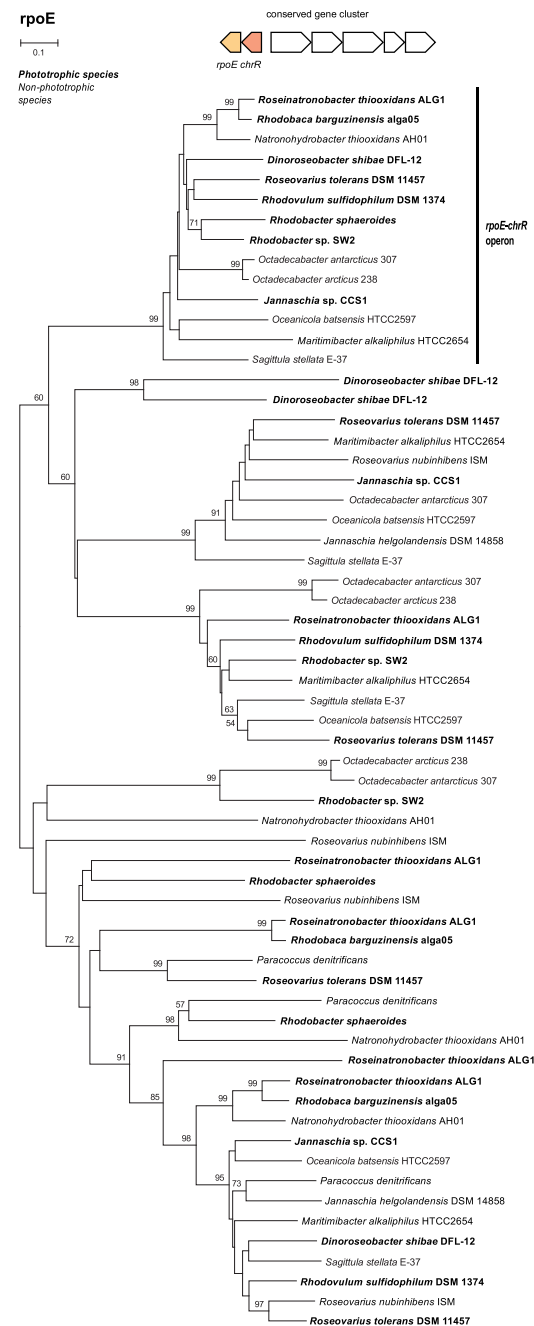 rpoE
conserved gene cluster
0.1
rpoE chrR
Phototrophic species
Non-phototrophic
species
99
Roseinatronobacter thiooxidans ALG1
99
Rhodobaca barguzinensis alga05
Natronohydrobacter thiooxidans AH01
Dinoroseobacter shibae DFL-12
Roseovarius tolerans DSM 11457
Rhodovulum sulfidophilum DSM 1374
71
Rhodobacter sphaeroides
rpoE-chrR
operon
Rhodobacter sp. SW2
Octadecabacter antarcticus 307
99
Octadecabacter arcticus 238
Jannaschia sp. CCS1
99
Oceanicola batsensis HTCC2597
Maritimibacter alkaliphilus HTCC2654
Sagittula stellata E-37
98
Dinoroseobacter shibae DFL-12
60
Dinoroseobacter shibae DFL-12
Roseovarius tolerans DSM 11457
Maritimibacter alkaliphilus HTCC2654
Roseovarius nubinhibens ISM
60
Jannaschia sp. CCS1
Octadecabacter antarcticus 307
91
Oceanicola batsensis HTCC2597
99
Jannaschia helgolandensis DSM 14858
Sagittula stellata E-37
99
Octadecabacter antarcticus 307
Octadecabacter arcticus 238
99
Roseinatronobacter thiooxidans ALG1
Rhodovulum sulfidophilum DSM 1374
60
Rhodobacter sp. SW2
Maritimibacter alkaliphilus HTCC2654
Sagittula stellata E-37
63
Oceanicola batsensis HTCC2597
54
Roseovarius tolerans DSM 11457
99
Octadecabacter arcticus 238
99
Octadecabacter antarcticus 307
Rhodobacter sp. SW2
Natronohydrobacter thiooxidans AH01
Roseovarius nubinhibens ISM
Roseinatronobacter thiooxidans ALG1
Rhodobacter sphaeroides
Roseovarius nubinhibens ISM
99
Roseinatronobacter thiooxidans ALG1
72
Rhodobaca barguzinensis alga05
Paracoccus denitrificans
99
Roseovarius tolerans DSM 11457
57
Paracoccus denitrificans
98
Rhodobacter sphaeroides
Natronohydrobacter thiooxidans AH01
91
Roseinatronobacter thiooxidans ALG1
99
Roseinatronobacter thiooxidans ALG1
85
99
Rhodobaca barguzinensis alga05
Natronohydrobacter thiooxidans AH01
98
Jannaschia sp. CCS1
Oceanicola batsensis HTCC2597
95
73
Paracoccus denitrificans
Jannaschia helgolandensis DSM 14858
Maritimibacter alkaliphilus HTCC2654
Dinoroseobacter shibae DFL-12
Sagittula stellata E-37
Rhodovulum sulfidophilum DSM 1374
97
Roseovarius nubinhibens ISM
Roseovarius tolerans DSM 11457